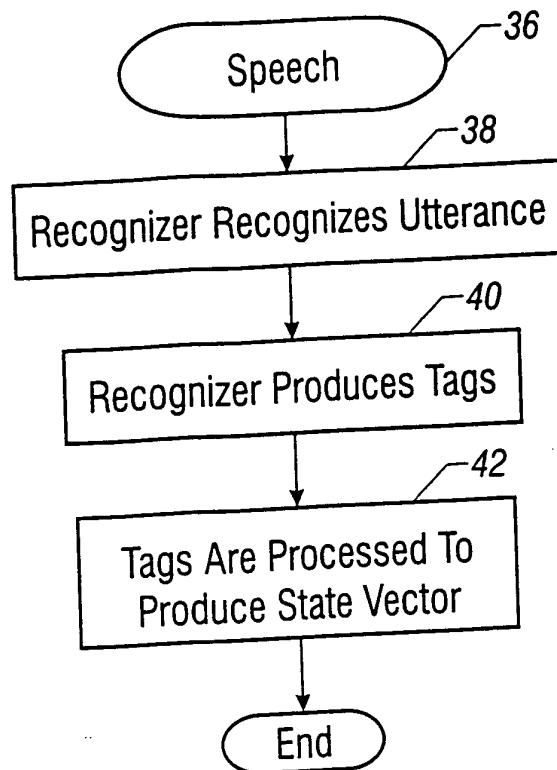 36
Speech
38
Recognizer Recognizes Utterance
40
Recognizer Produces Tags
42
Tags Are Processed To
Produce State Vector
End